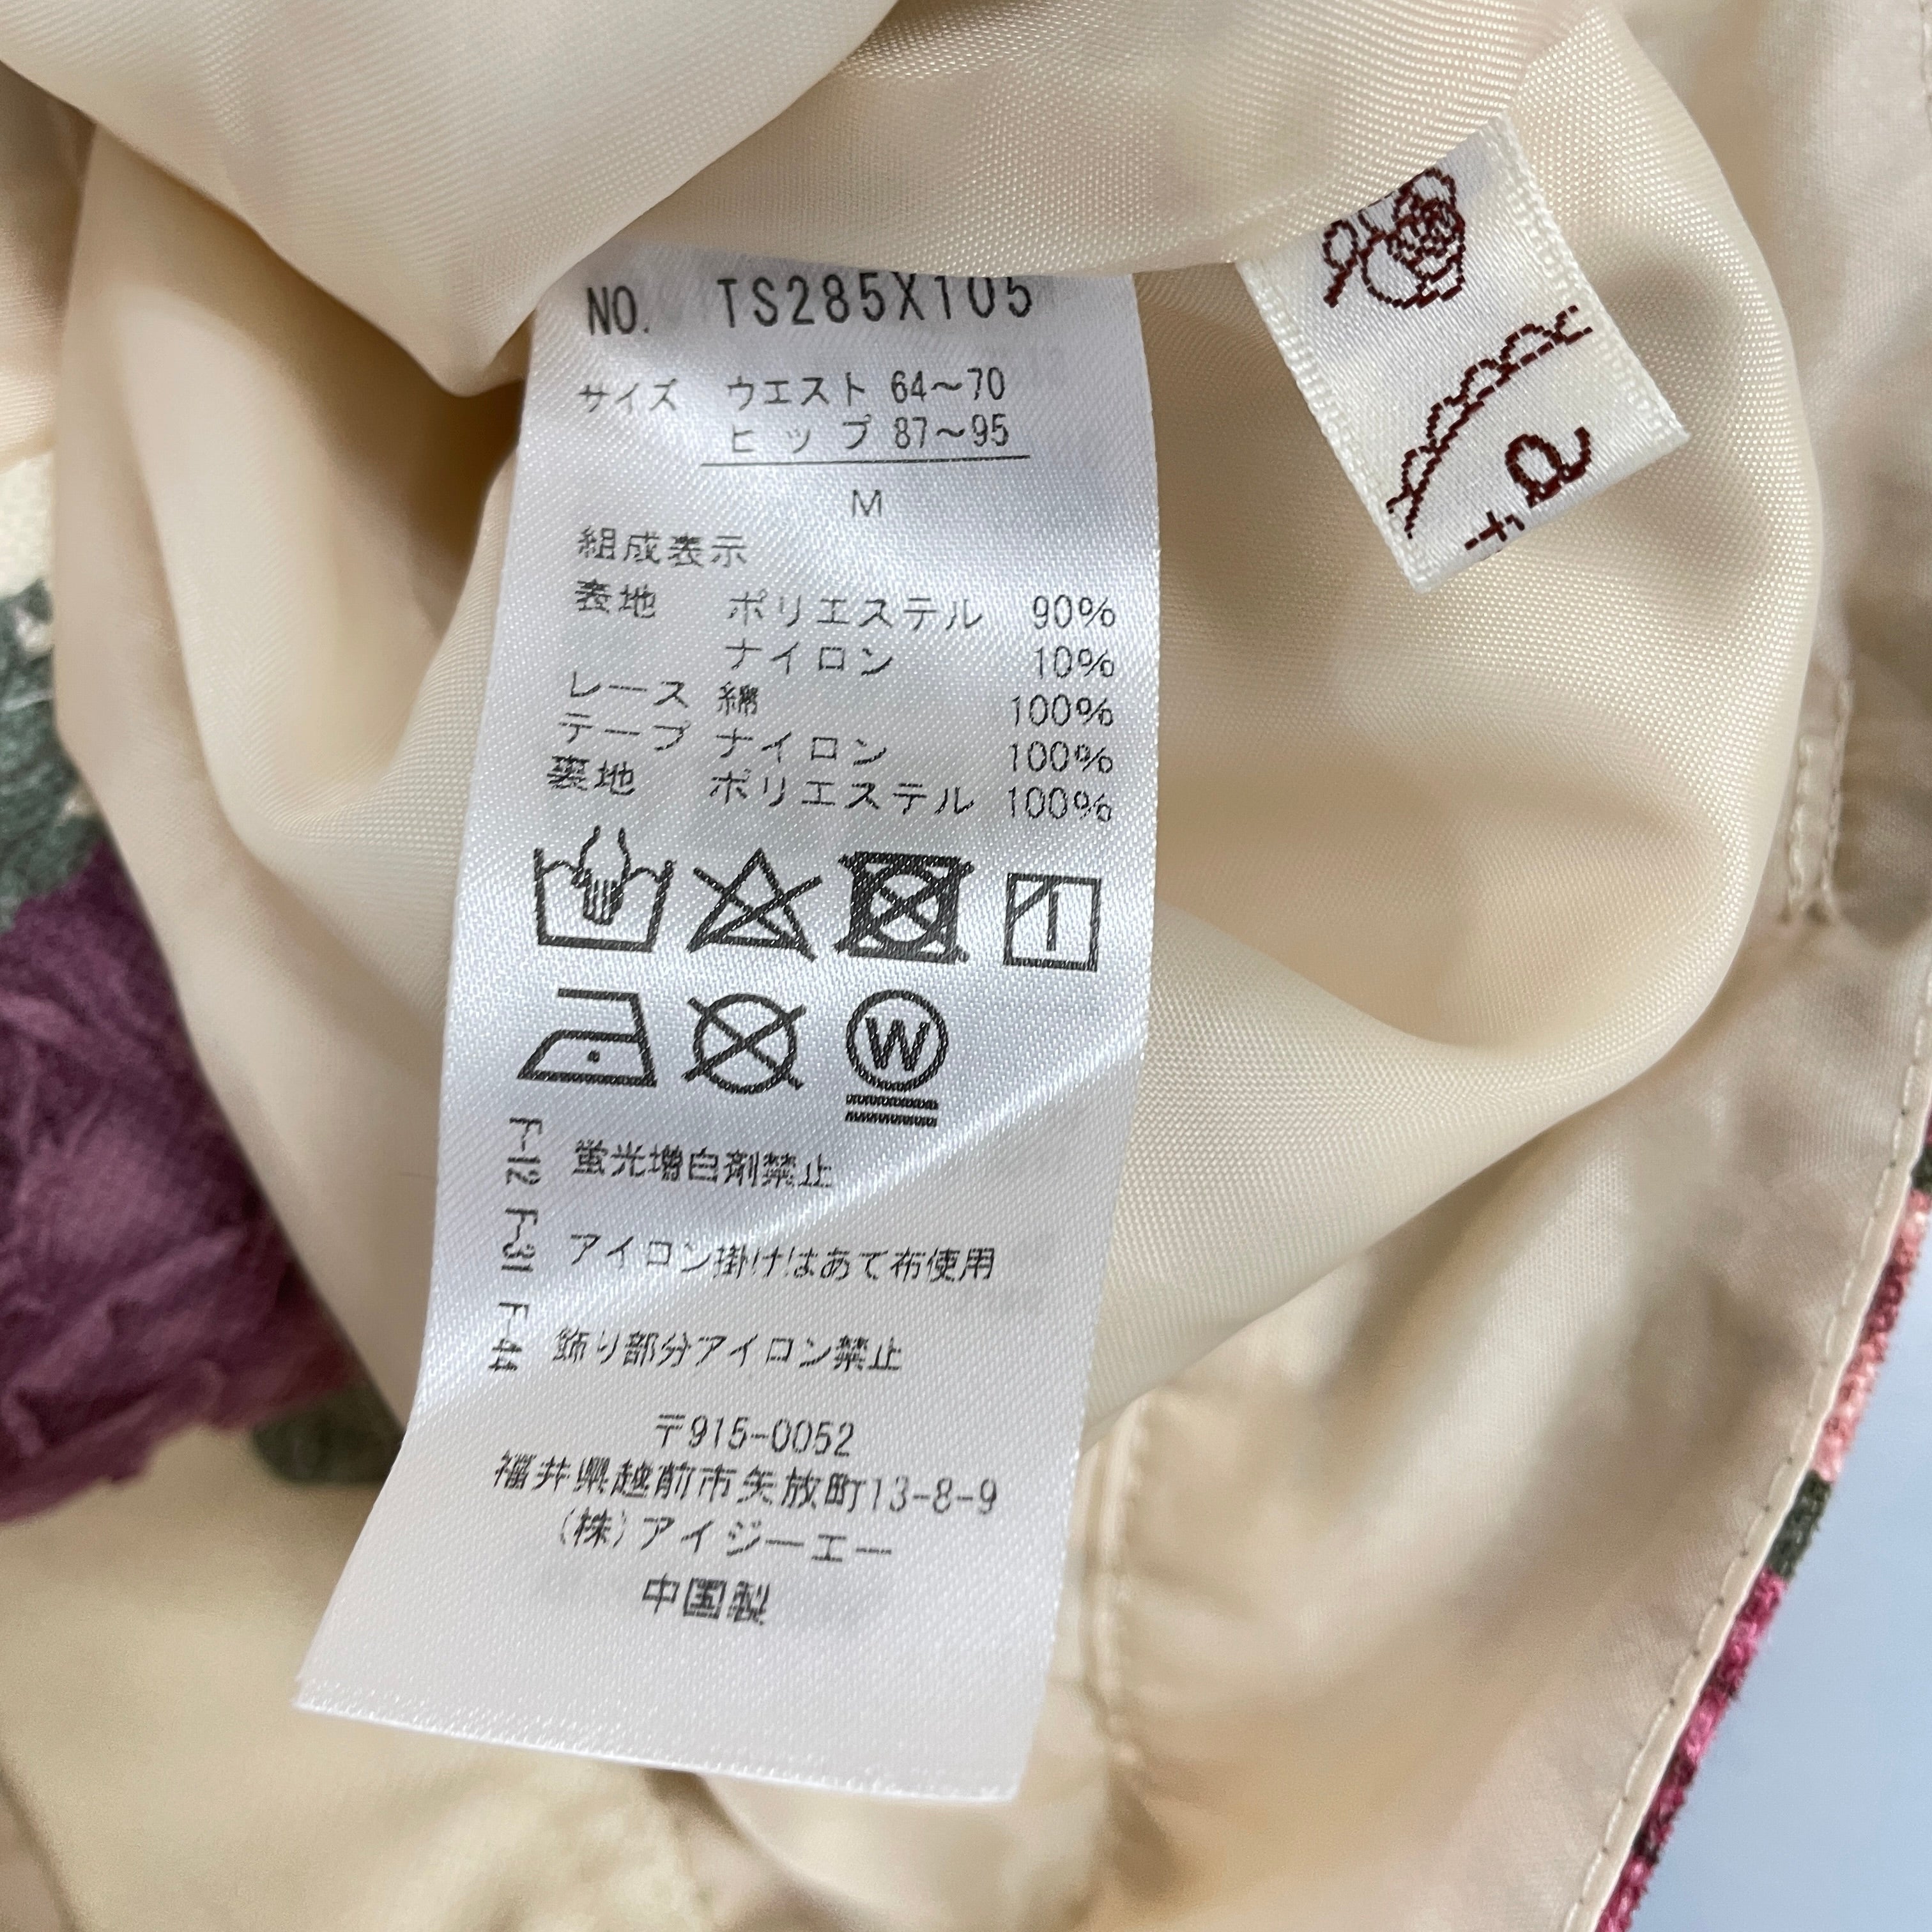 NO. TS285X105
サイズ ウエスト 64～70
ヒップ 87～95
M
組成表示
表地 ポリエステル 90%
ナイロン 10%
レース 綿 100%
テープ ナイロン 100%
裏地 ポリエステル 100%
W
F-12 蛍光増白剤禁止
F-31 アイロン掛けはあて布使用
F-44 飾り部分アイロン禁止
〒915-0052
福井県越前市矢放町13-8-9
(株)アイジーエー
中国製